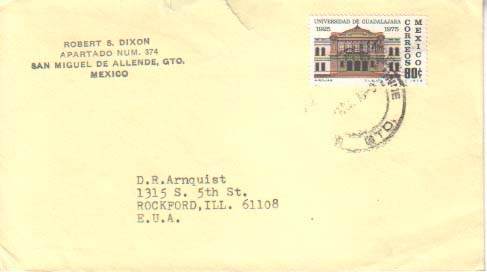 ROBERT S. DIXON
APARTADO NUM. 374
SAN MIGUEL DE ALLENDE, GTO.
MEXICO
UNIVERSIDAD DE GUADALAJARA
1925 1975
CORREOS
MEXICO
80¢
GTO.
D.R.Arnquist
1315 S. 5th St.
ROCKFORD,ILL. 61108
E.U.A.